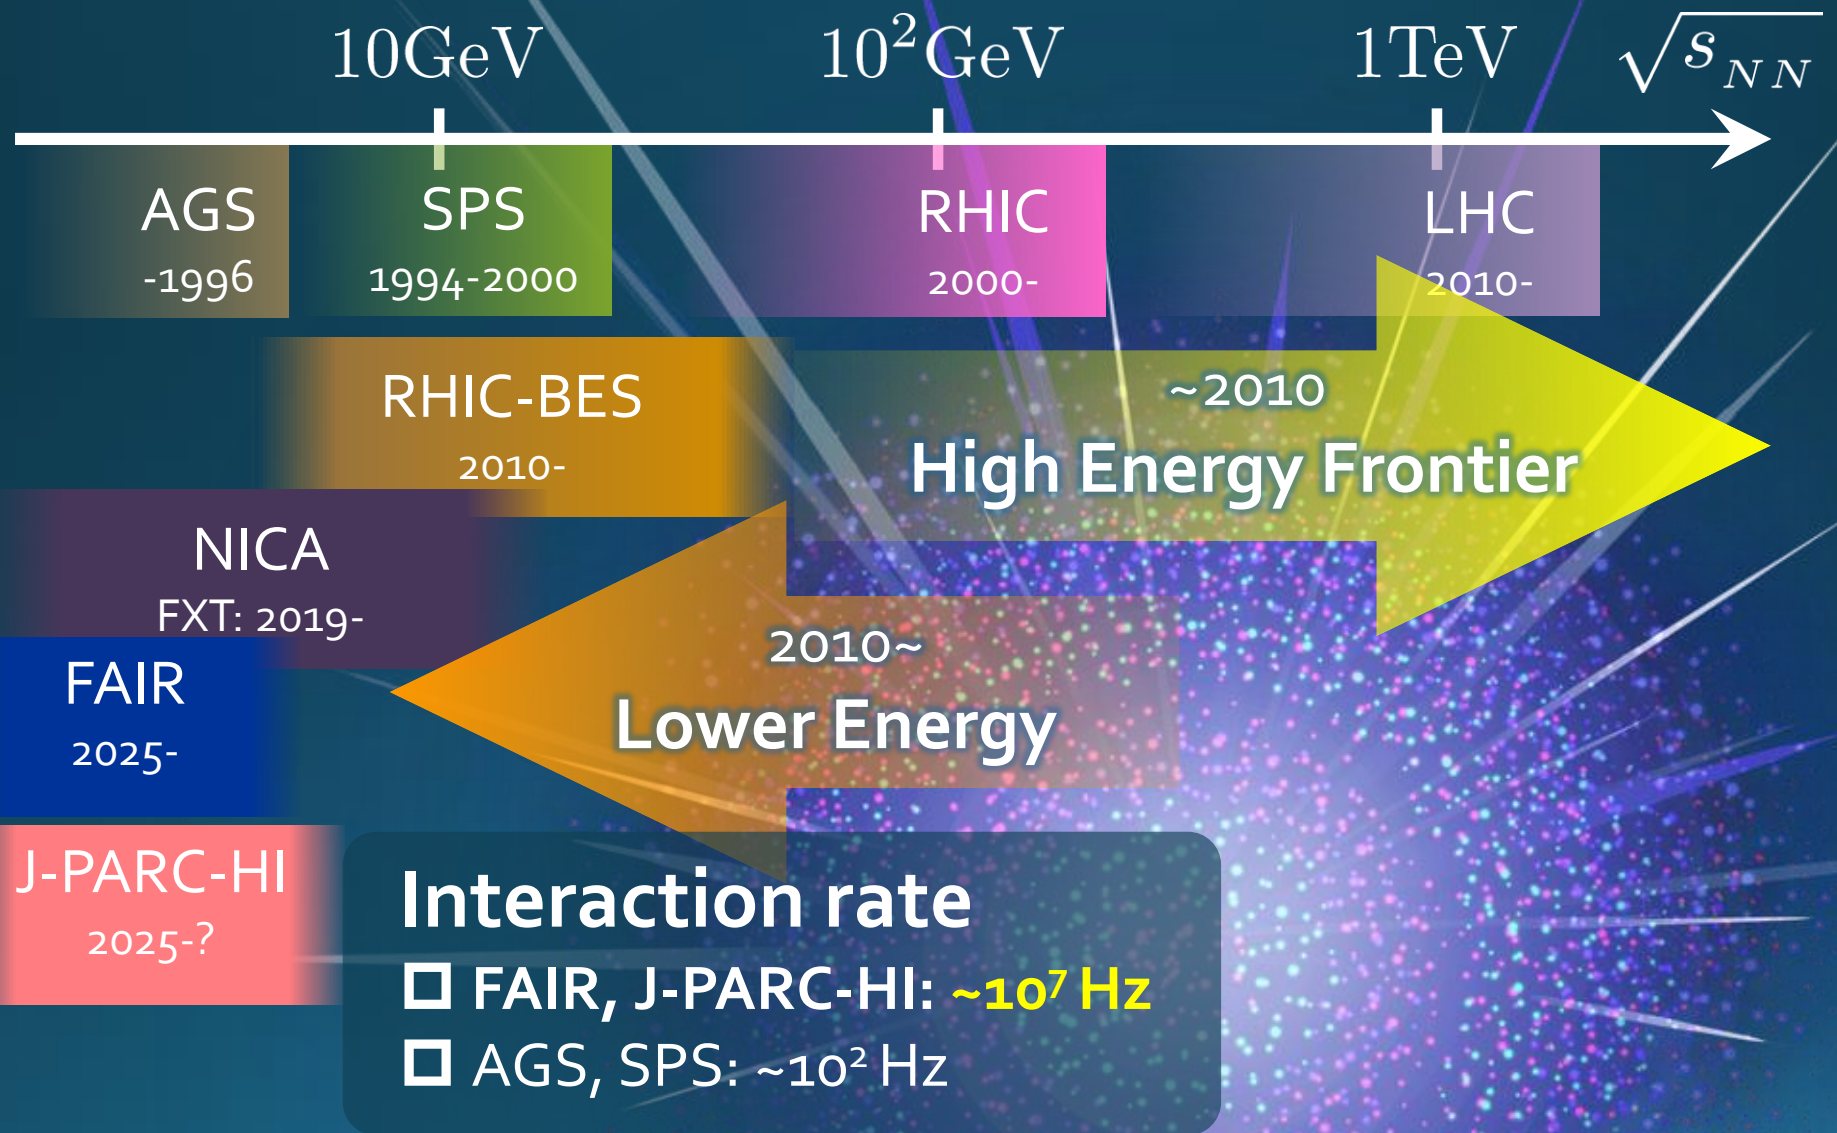 10GeV 10²GeV 1TeV √s_NN
AGS
-1996
SPS
1994-2000
RHIC
2000-
LHC
2010-
RHIC-BES
2010-
~2010
High Energy Frontier
NICA
FXT: 2019-
2010~
Lower Energy
FAIR
2025-
J-PARC-HI
2025-?
Interaction rate
FAIR, J-PARC-HI: ~10⁷ Hz
AGS, SPS: ~10² Hz